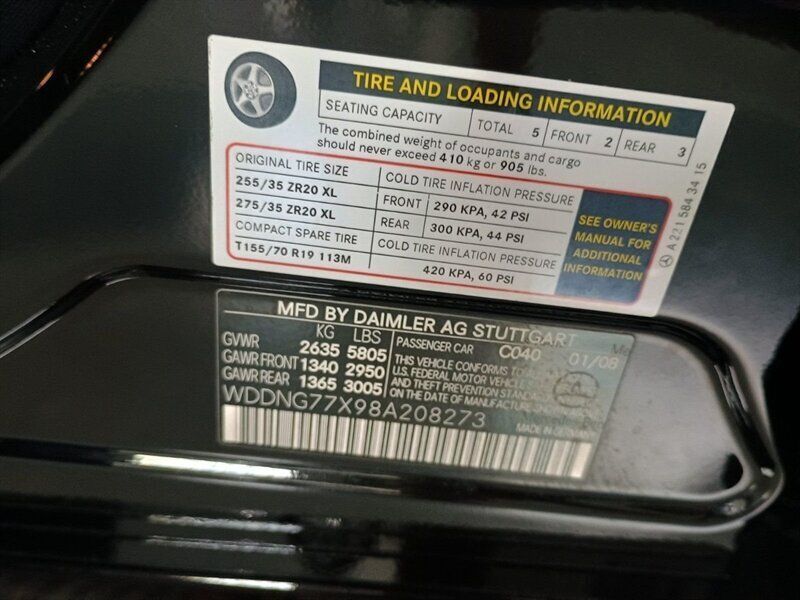 TIRE AND LOADING INFORMATION
SEATING CAPACITY TOTAL 5 FRONT 2 REAR 3
The combined weight of occupants and cargo
should never exceed 410 kg or 905 lbs.
ORIGINAL TIRE SIZE COLD TIRE INFLATION PRESSURE
255/35 ZR20 XL FRONT 290 KPA, 42 PSI
275/35 ZR20 XL REAR 300 KPA, 44 PSI
COMPACT SPARE TIRE COLD TIRE INFLATION PRESSURE
T155/70 R19 113M 420 KPA, 60 PSI
SEE OWNER'S
MANUAL FOR
ADDITIONAL
INFORMATION
A 221 584 34 15
MFD BY DAIMLER AG STUTTGART
KG LBS
GVWR 2635 5805
GAWR FRONT 1340 2950
GAWR REAR 1365 3005
PASSENGER CAR C040 01/08
THIS VEHICLE CONFORMS TO
U.S. FEDERAL MOTOR VEHICLE
AND THEFT PREVENTION STANDARD
ON THE DATE OF MANUFACTURE
WDDNG77X98A208273
MADE IN GERMANY